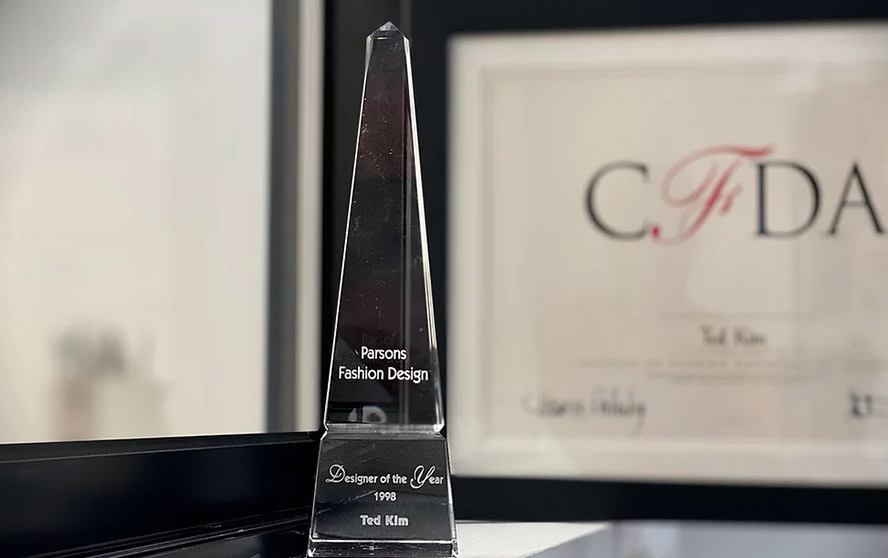 Parsons
Fashion Design
Designer of the Year
1998
Ted Kim
CFDA
Ted Kim